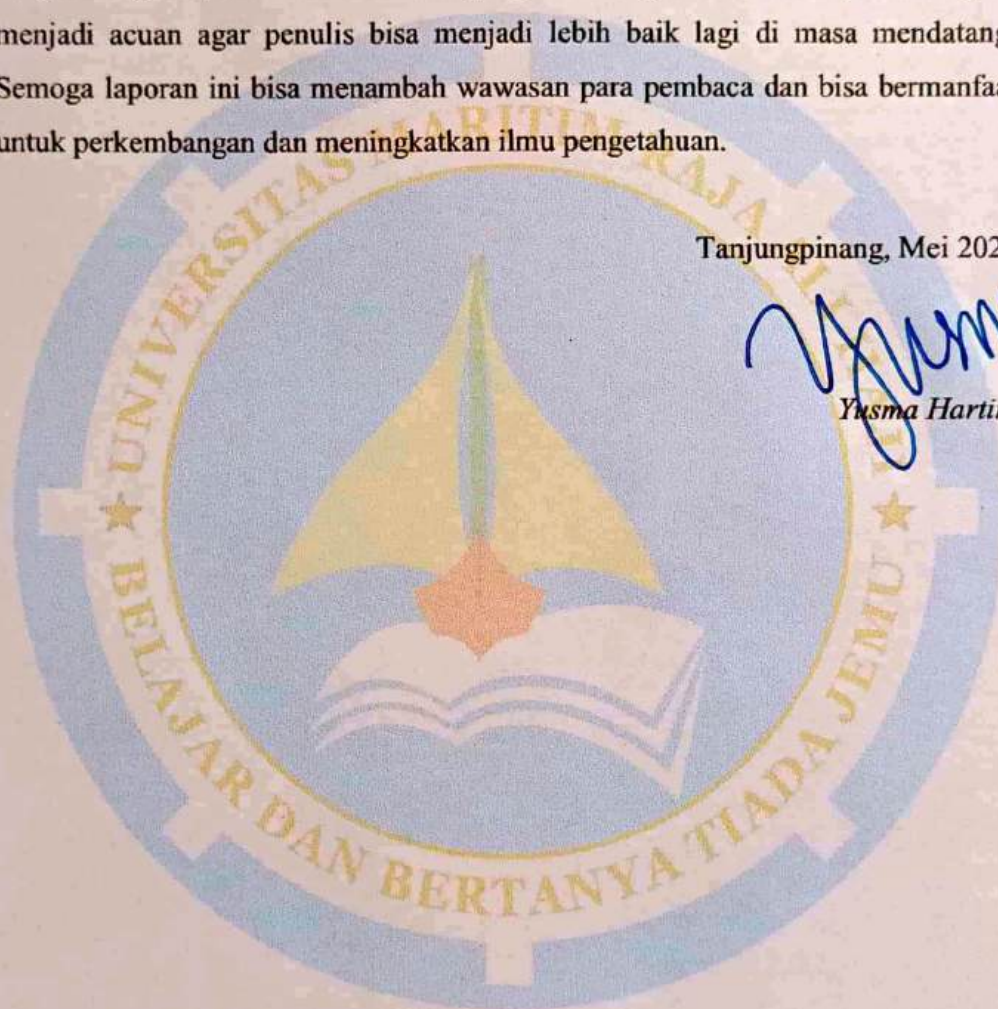 menjadi acuan agar penulis bisa menjadi lebih baik lagi di masa mendatang
Semoga laporan ini bisa menambah wawasan para pembaca dan bisa bermanfaa
untuk perkembangan dan meningkatkan ilmu pengetahuan.
Tanjungpinang, Mei 202
Yusma Harti
UNIVERSITAS MARITIM RAJA ALI
BELAJAR DAN BERTANYA TIADA JEMU